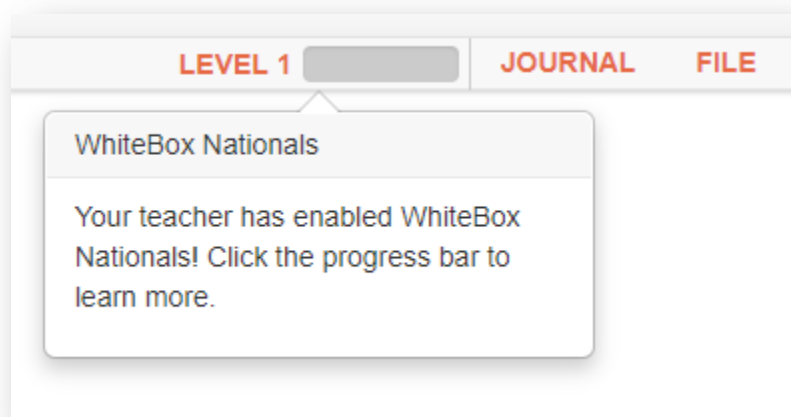 LEVEL 1 JOURNAL FILE
WhiteBox Nationals
Your teacher has enabled WhiteBox
Nationals! Click the progress bar to
learn more.